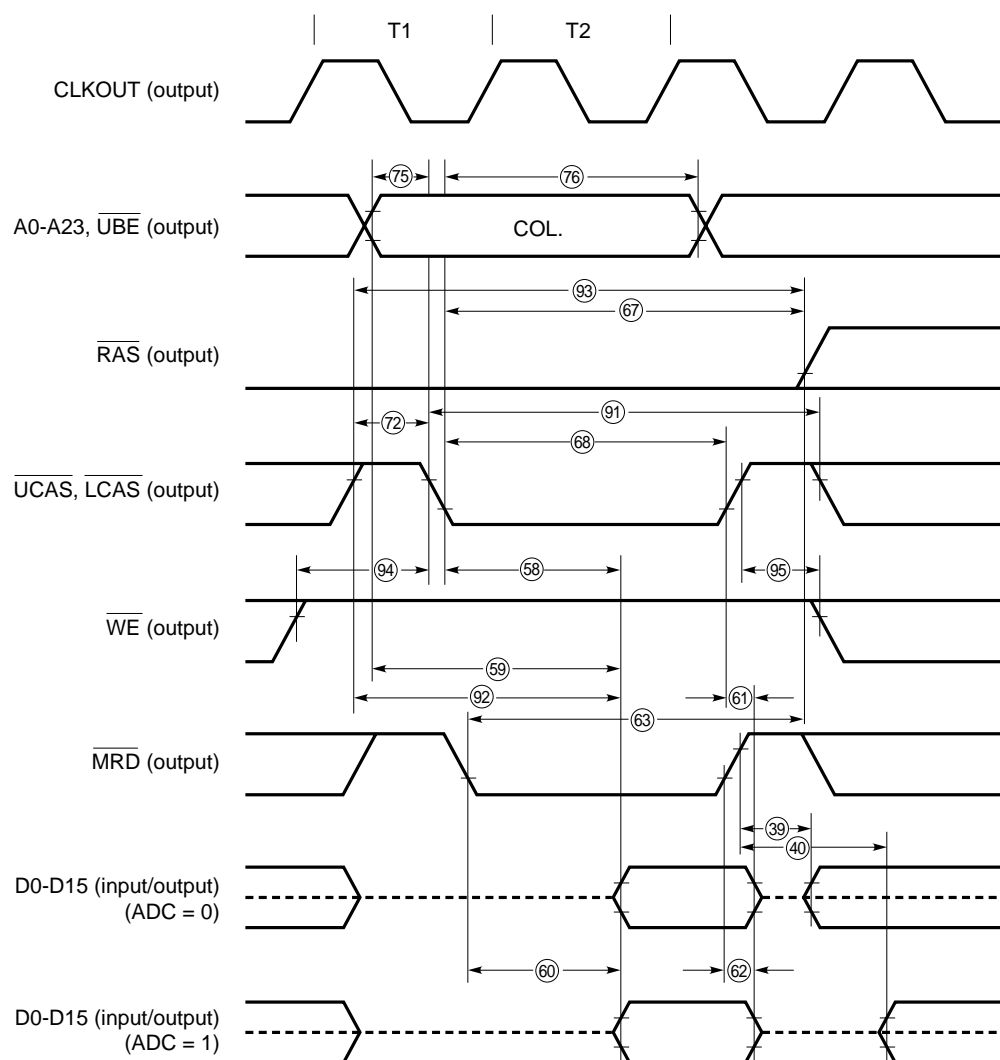 T1 T2
CLKOUT (output)
75 76
A0-A23, UBE (output)
COL.
93
67
RAS (output)
91
72
68
UCAS, LCAS (output)
94 58 95
WE (output)
59
92 61
63
MRD (output)
39
40
D0-D15 (input/output)
(ADC = 0)
60 62
D0-D15 (input/output)
(ADC = 1)